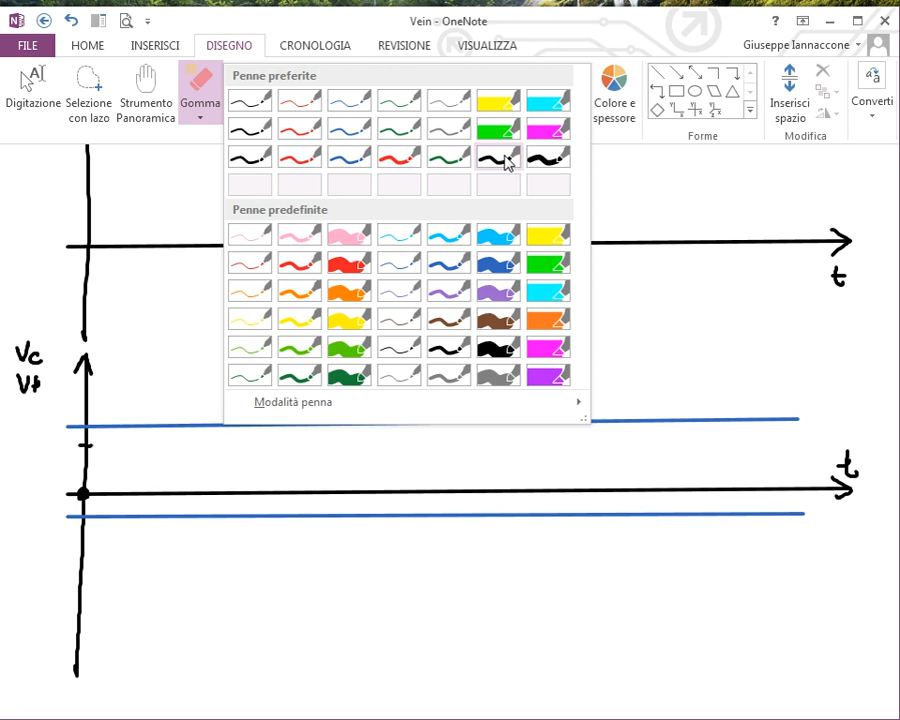 Vein - OneNote
?
FILE HOME INSERISCI DISEGNO CRONOLOGIA REVISIONE VISUALIZZA
Giuseppe Iannaccone
Digitazione
Selezione con lazo
Strumento Panoramica
Gomma
Penne preferite
Penne predefinite
Modalità penna
Colore e spessore
Forme
Inserisci spazio
Modifica
Converti
t
Vc
t